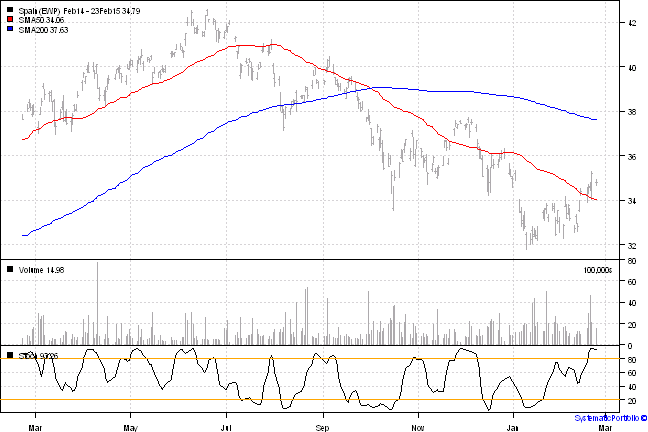 Spain (EWP) Feb14 - 23Feb15 34.79
SMA50 34.06
SMA200 37.63
42
40
38
36
34
32
Volume 14.98
100,000s
80
60
40
20
0
80
60
40
20
Mar May Jul Sep Nov Jan Mar
SystematicPortfolio ©